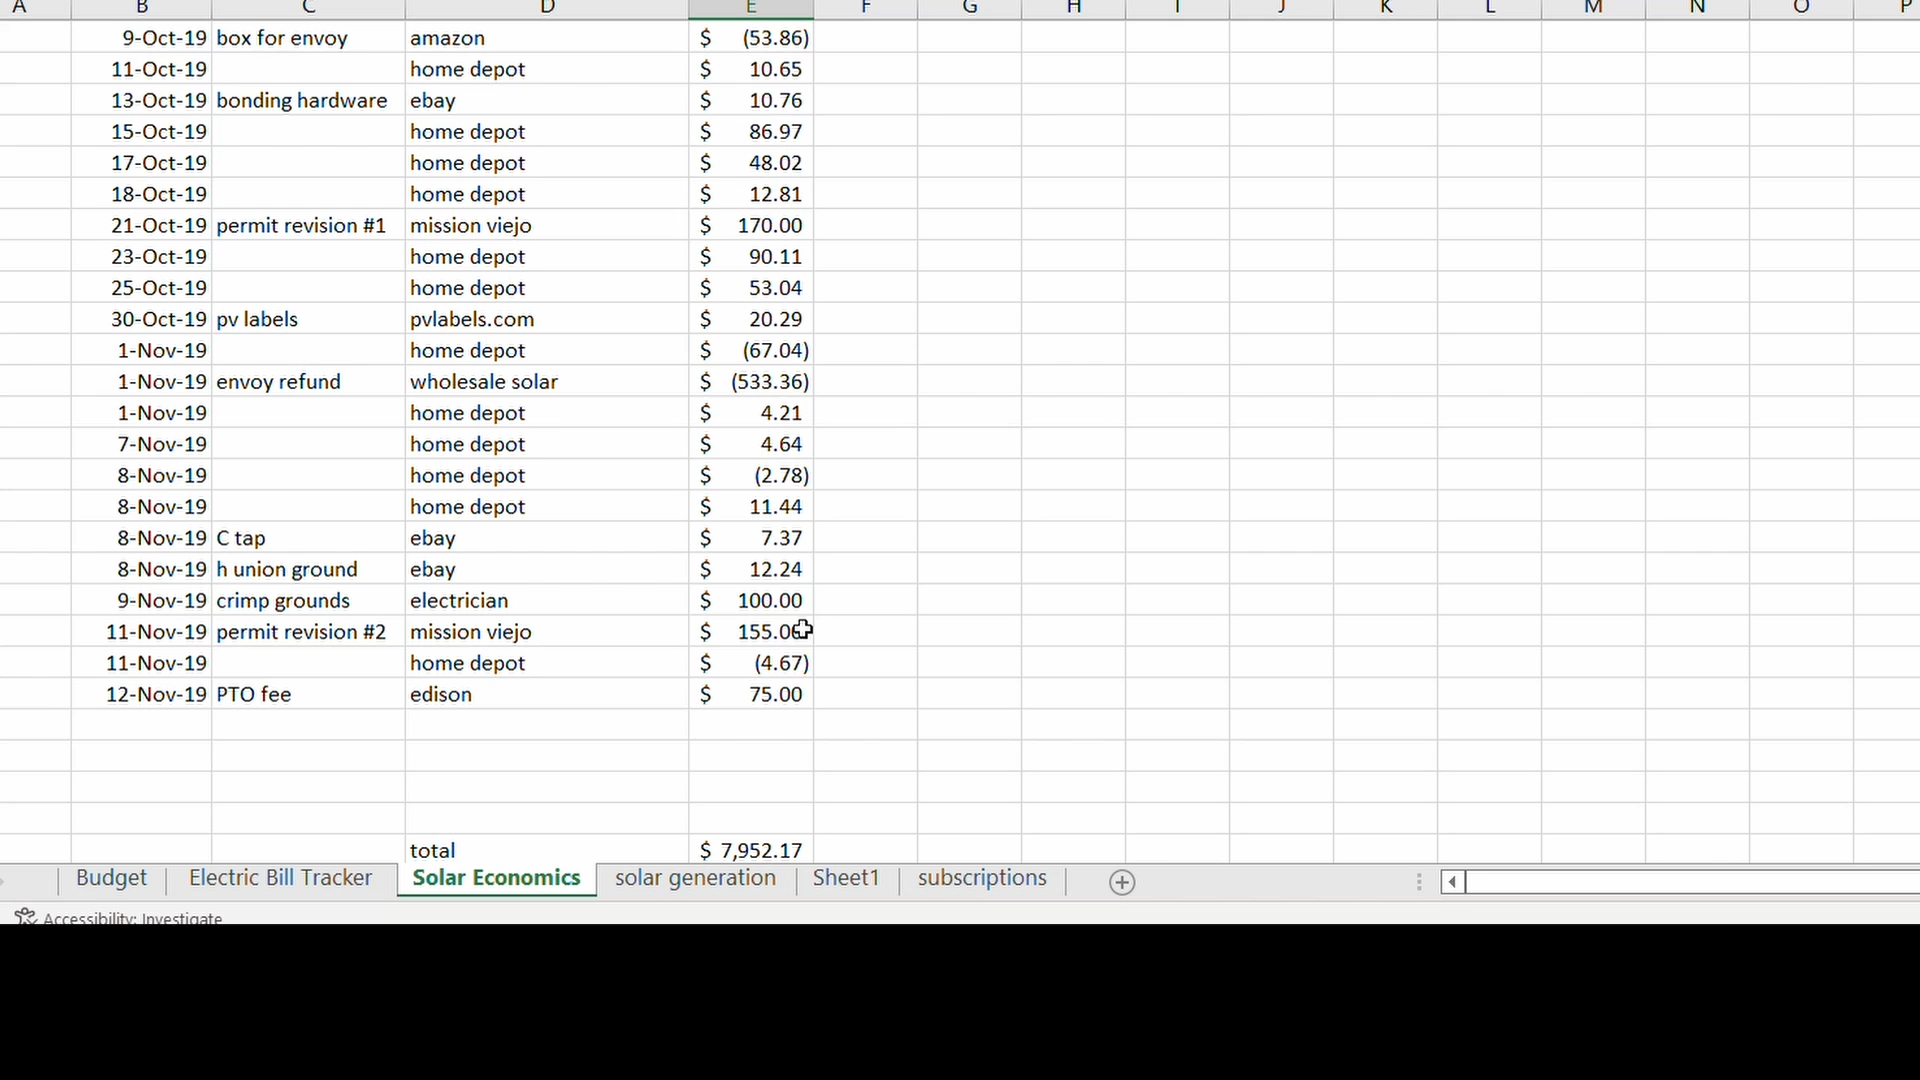 A B C D E F G H I J K L M N O P
9-Oct-19 box for envoy amazon $ (53.86)
11-Oct-19 home depot $ 10.65
13-Oct-19 bonding hardware ebay $ 10.76
15-Oct-19 home depot $ 86.97
17-Oct-19 home depot $ 48.02
18-Oct-19 home depot $ 12.81
21-Oct-19 permit revision #1 mission viejo $ 170.00
23-Oct-19 home depot $ 90.11
25-Oct-19 home depot $ 53.04
30-Oct-19 pv labels pvlabels.com $ 20.29
1-Nov-19 home depot $ (67.04)
1-Nov-19 envoy refund wholesale solar $ (533.36)
1-Nov-19 home depot $ 4.21
7-Nov-19 home depot $ 4.64
8-Nov-19 home depot $ (2.78)
8-Nov-19 home depot $ 11.44
8-Nov-19 C tap ebay $ 7.37
8-Nov-19 h union ground ebay $ 12.24
9-Nov-19 crimp grounds electrician $ 100.00
11-Nov-19 permit revision #2 mission viejo $ 155.00
11-Nov-19 home depot $ (4.67)
12-Nov-19 PTO fee edison $ 75.00
total $ 7,952.17
Budget Electric Bill Tracker Solar Economics solar generation Sheet1 subscriptions
Accessibility: Investigate